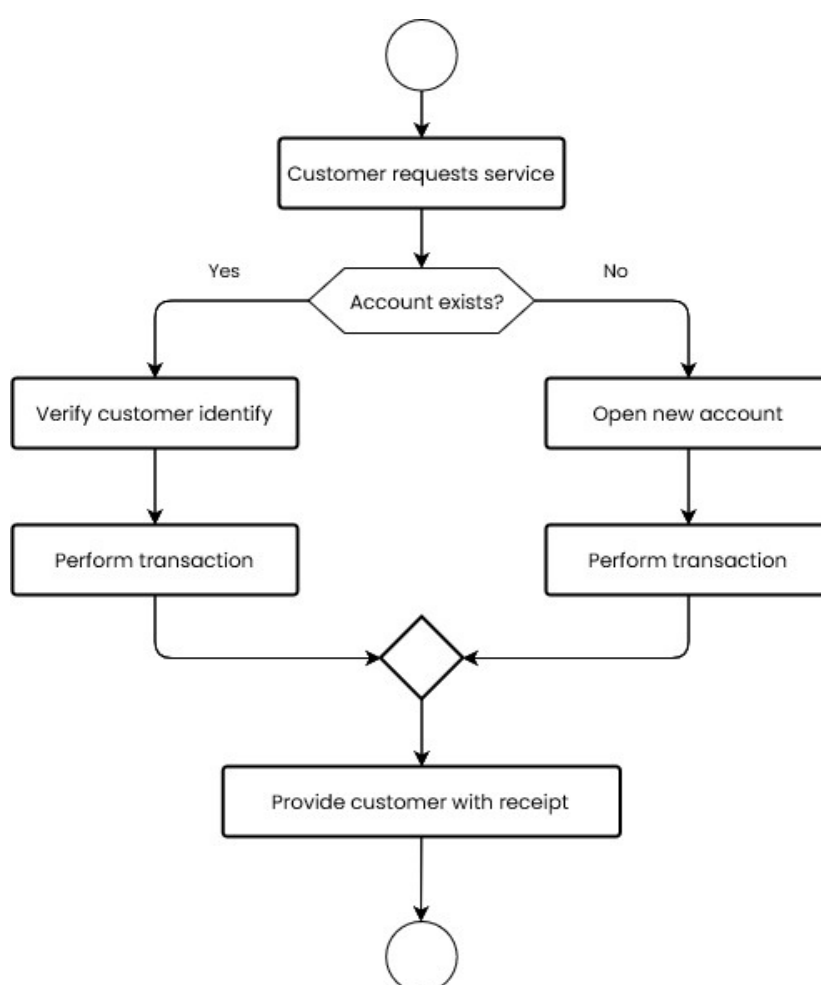 Customer requests service
Yes
No
Account exists?
Verify customer identify
Open new account
Perform transaction
Perform transaction
Provide customer with receipt